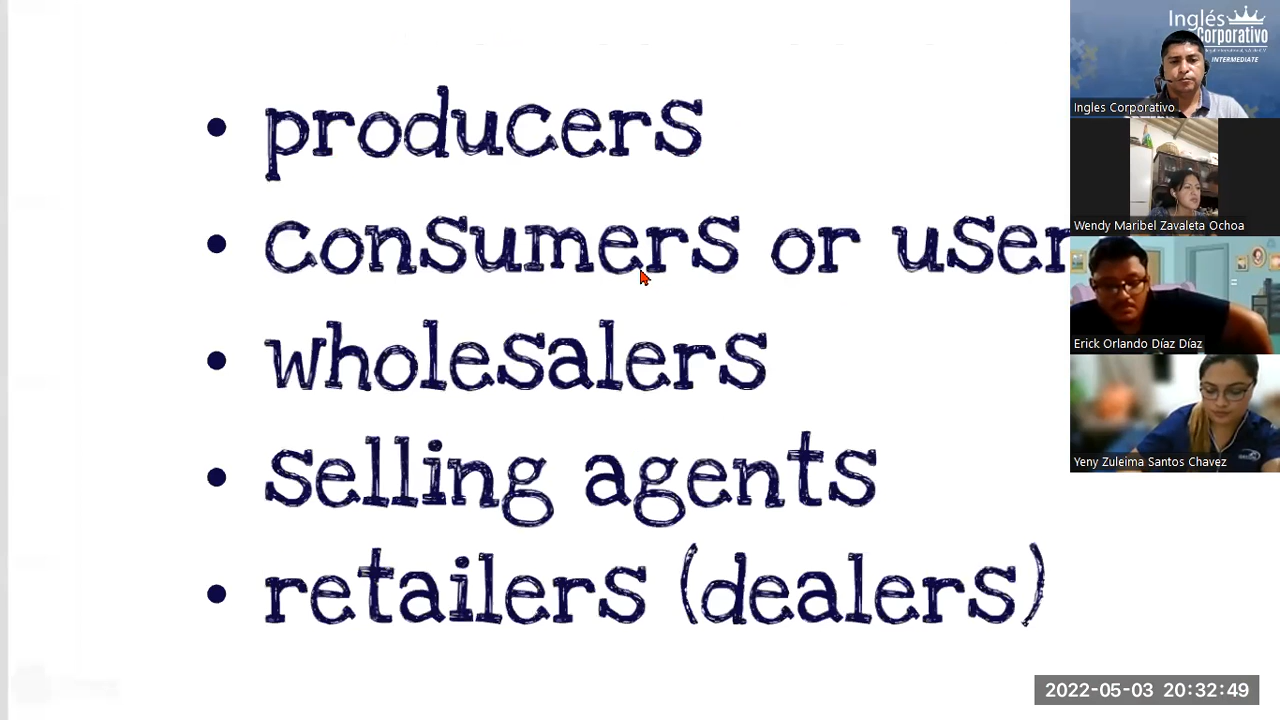 • producers
• consumers or user
• wholesalers
• selling agents
• retailers (dealers)
Inglés
Corporativo
INTERMEDIATE
Ingles Corporativo
Wendy Maribel Zavaleta Ochoa
Erick Orlando Díaz Díaz
Yeny Zuleima Santos Chavez
2022-05-03 20:32:49